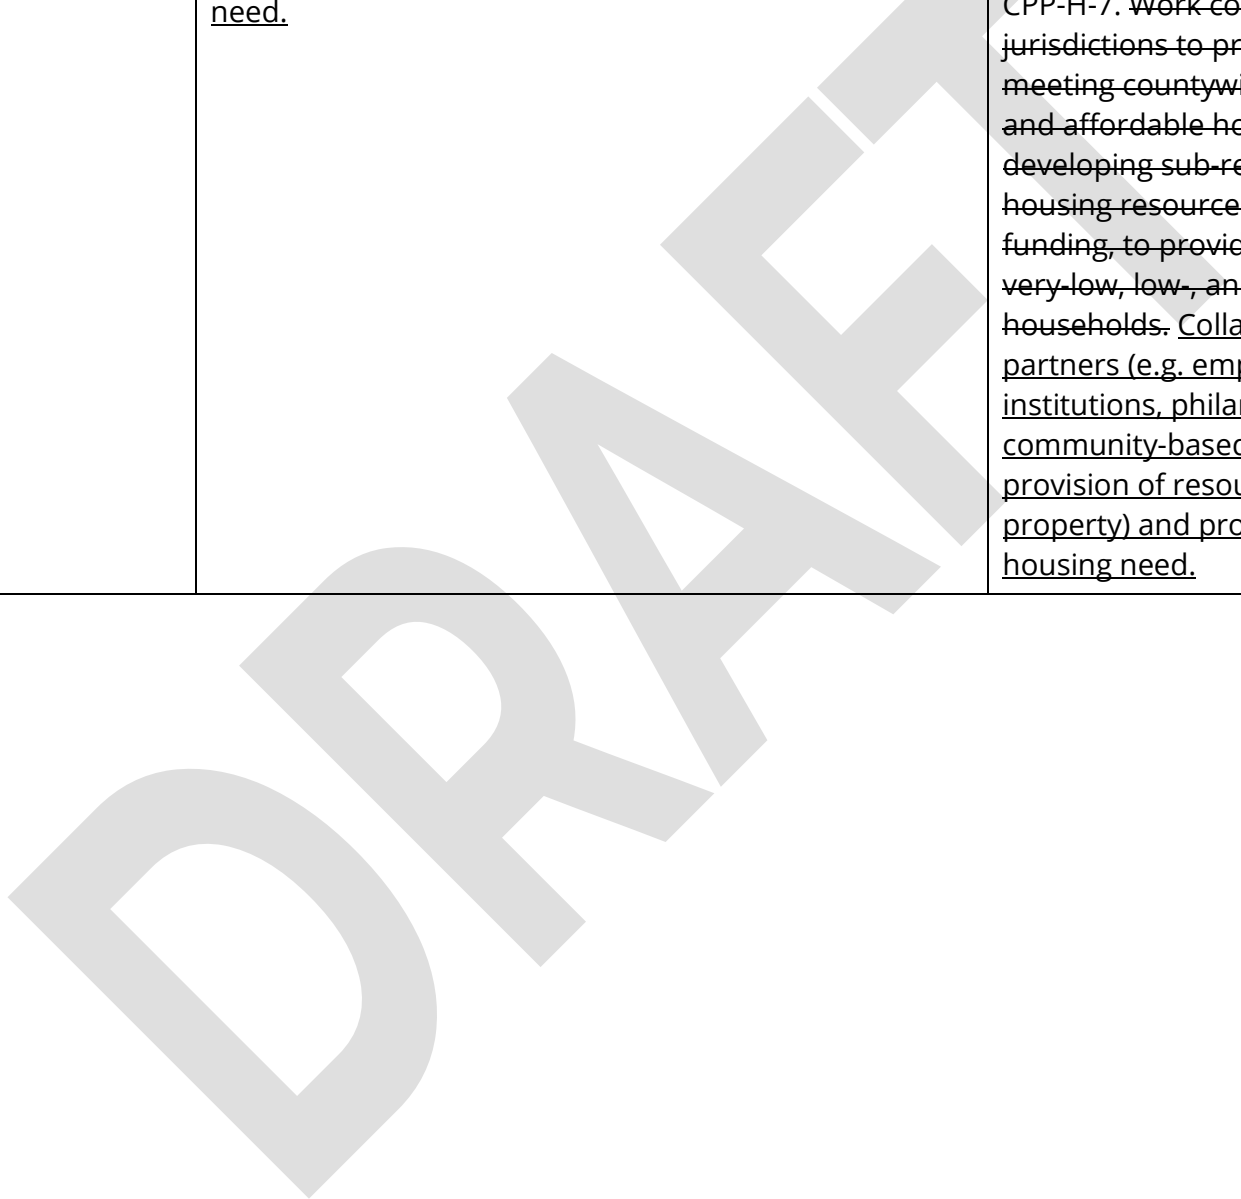 need.
CPP-H-7. Work co
jurisdictions to pr
meeting countywi
and affordable ho
developing sub-re
housing resource
funding, to provid
very-low, low-, an
households. Colla
partners (e.g. emp
institutions, phila
community-based
provision of resou
property) and pro
housing need.
DRAFT